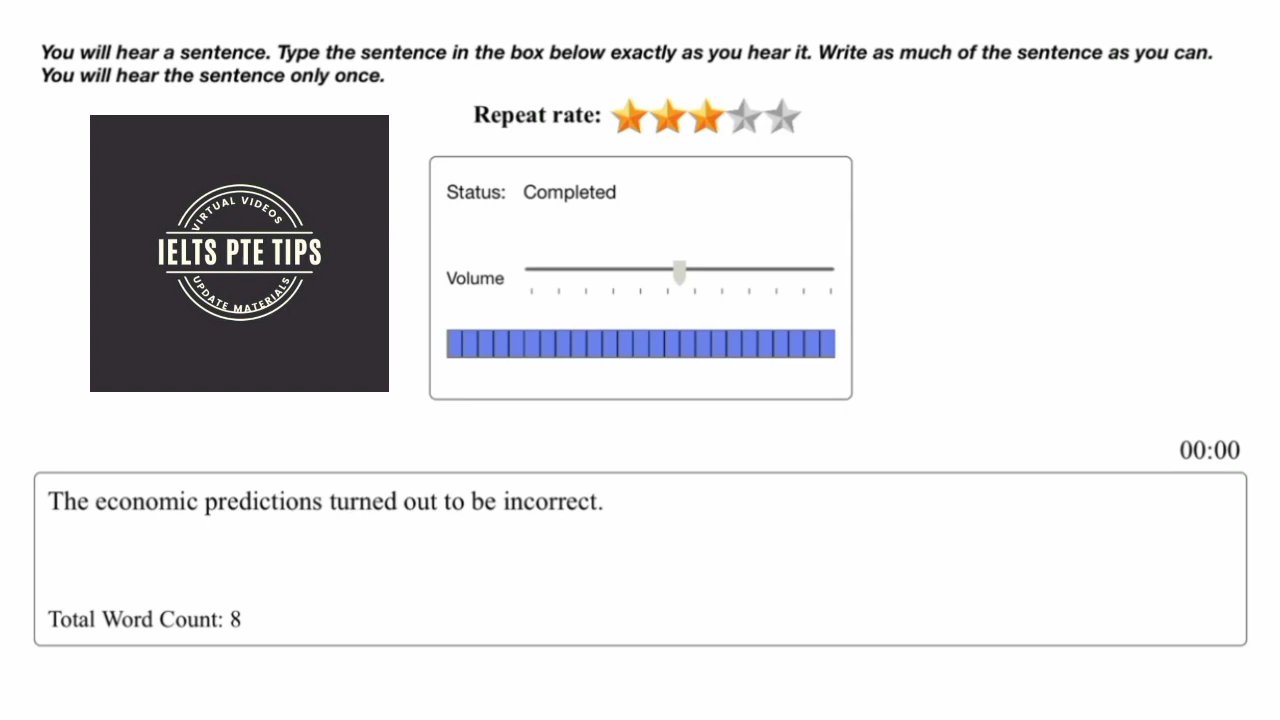 You will hear a sentence. Type the sentence in the box below exactly as you hear it. Write as much of the sentence as you can.
You will hear the sentence only once.
Repeat rate:
VIRTUAL VIDEOS
IELTS PTE TIPS
UPDATE MATERIALS
Status: Completed
Volume
00:00
The economic predictions turned out to be incorrect.
Total Word Count: 8